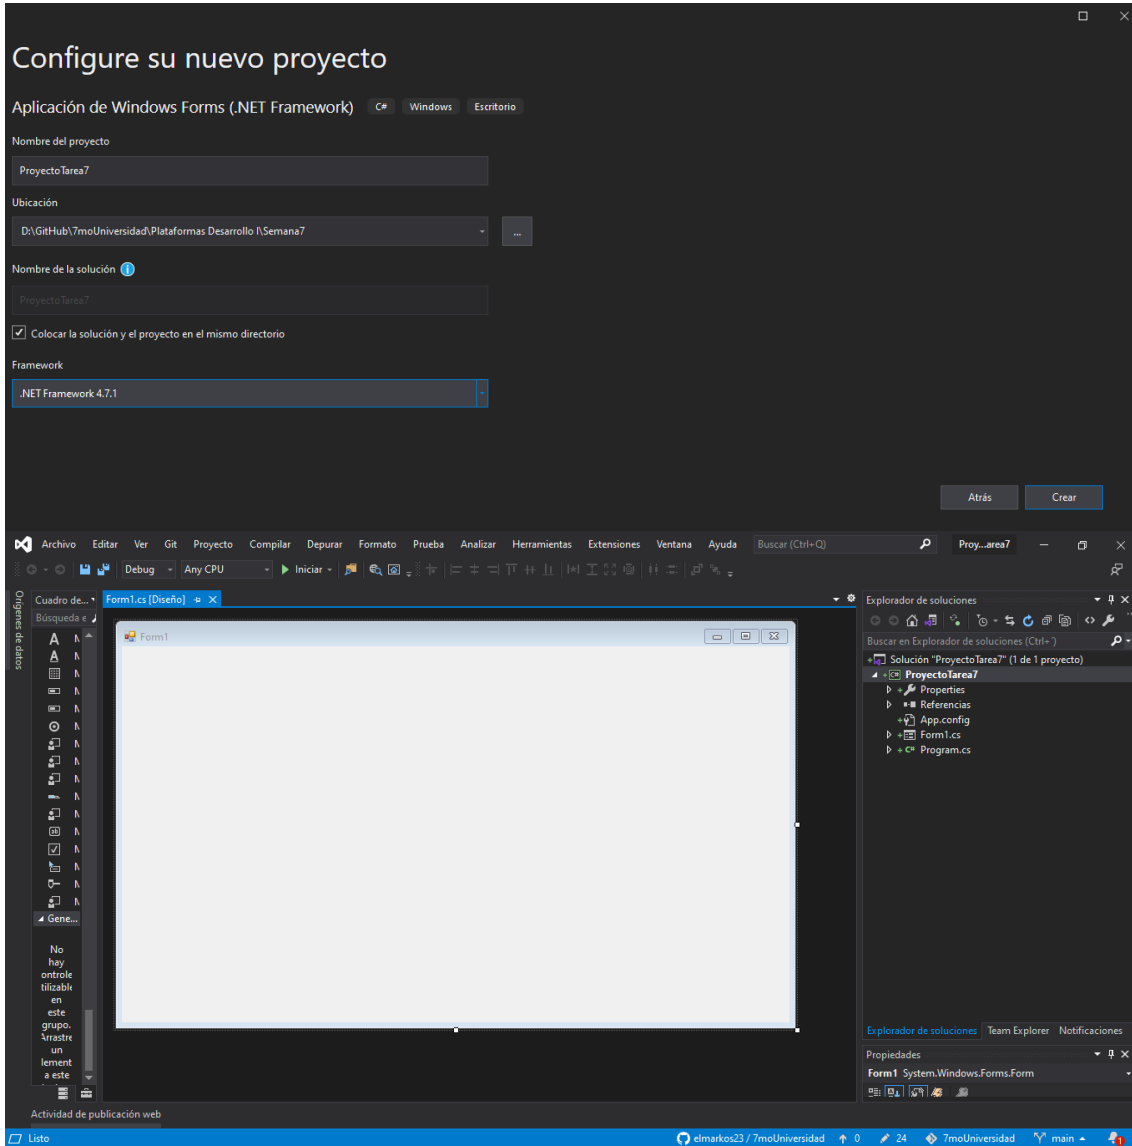 Configure su nuevo proyecto
Aplicación de Windows Forms (.NET Framework) C# Windows Escritorio
Nombre del proyecto
ProyectoTarea7
Ubicación
D:\GitHub\7moUniversidad\Plataformas Desarrollo I\Semana7
...
Nombre de la solución
ProyectoTarea7
Colocar la solución y el proyecto en el mismo directorio
Framework
.NET Framework 4.7.1
Atrás Crear
Archivo Editar Ver Git Proyecto Compilar Depurar Formato Prueba Analizar Herramientas Extensiones Ventana Ayuda Buscar (Ctrl+Q) Proy...area7
Debug Any CPU Iniciar
Orígenes de datos
Cuadro de...
Form1.cs [Diseño]
Búsqueda e
Form1
Gene...
No
hay
ontrole
tilizable
en
este
grupo.
Arrastre
un
lement
a este
Explorador de soluciones
Buscar en Explorador de soluciones (Ctrl+¨)
Solución "ProyectoTarea7" (1 de 1 proyecto)
ProyectoTarea7
Properties
Referencias
App.config
Form1.cs
Program.cs
Explorador de soluciones Team Explorer Notificaciones
Propiedades
Form1 System.Windows.Forms.Form
Actividad de publicación web
Listo elmarkos23 / 7moUniversidad 0 24 7moUniversidad main 1